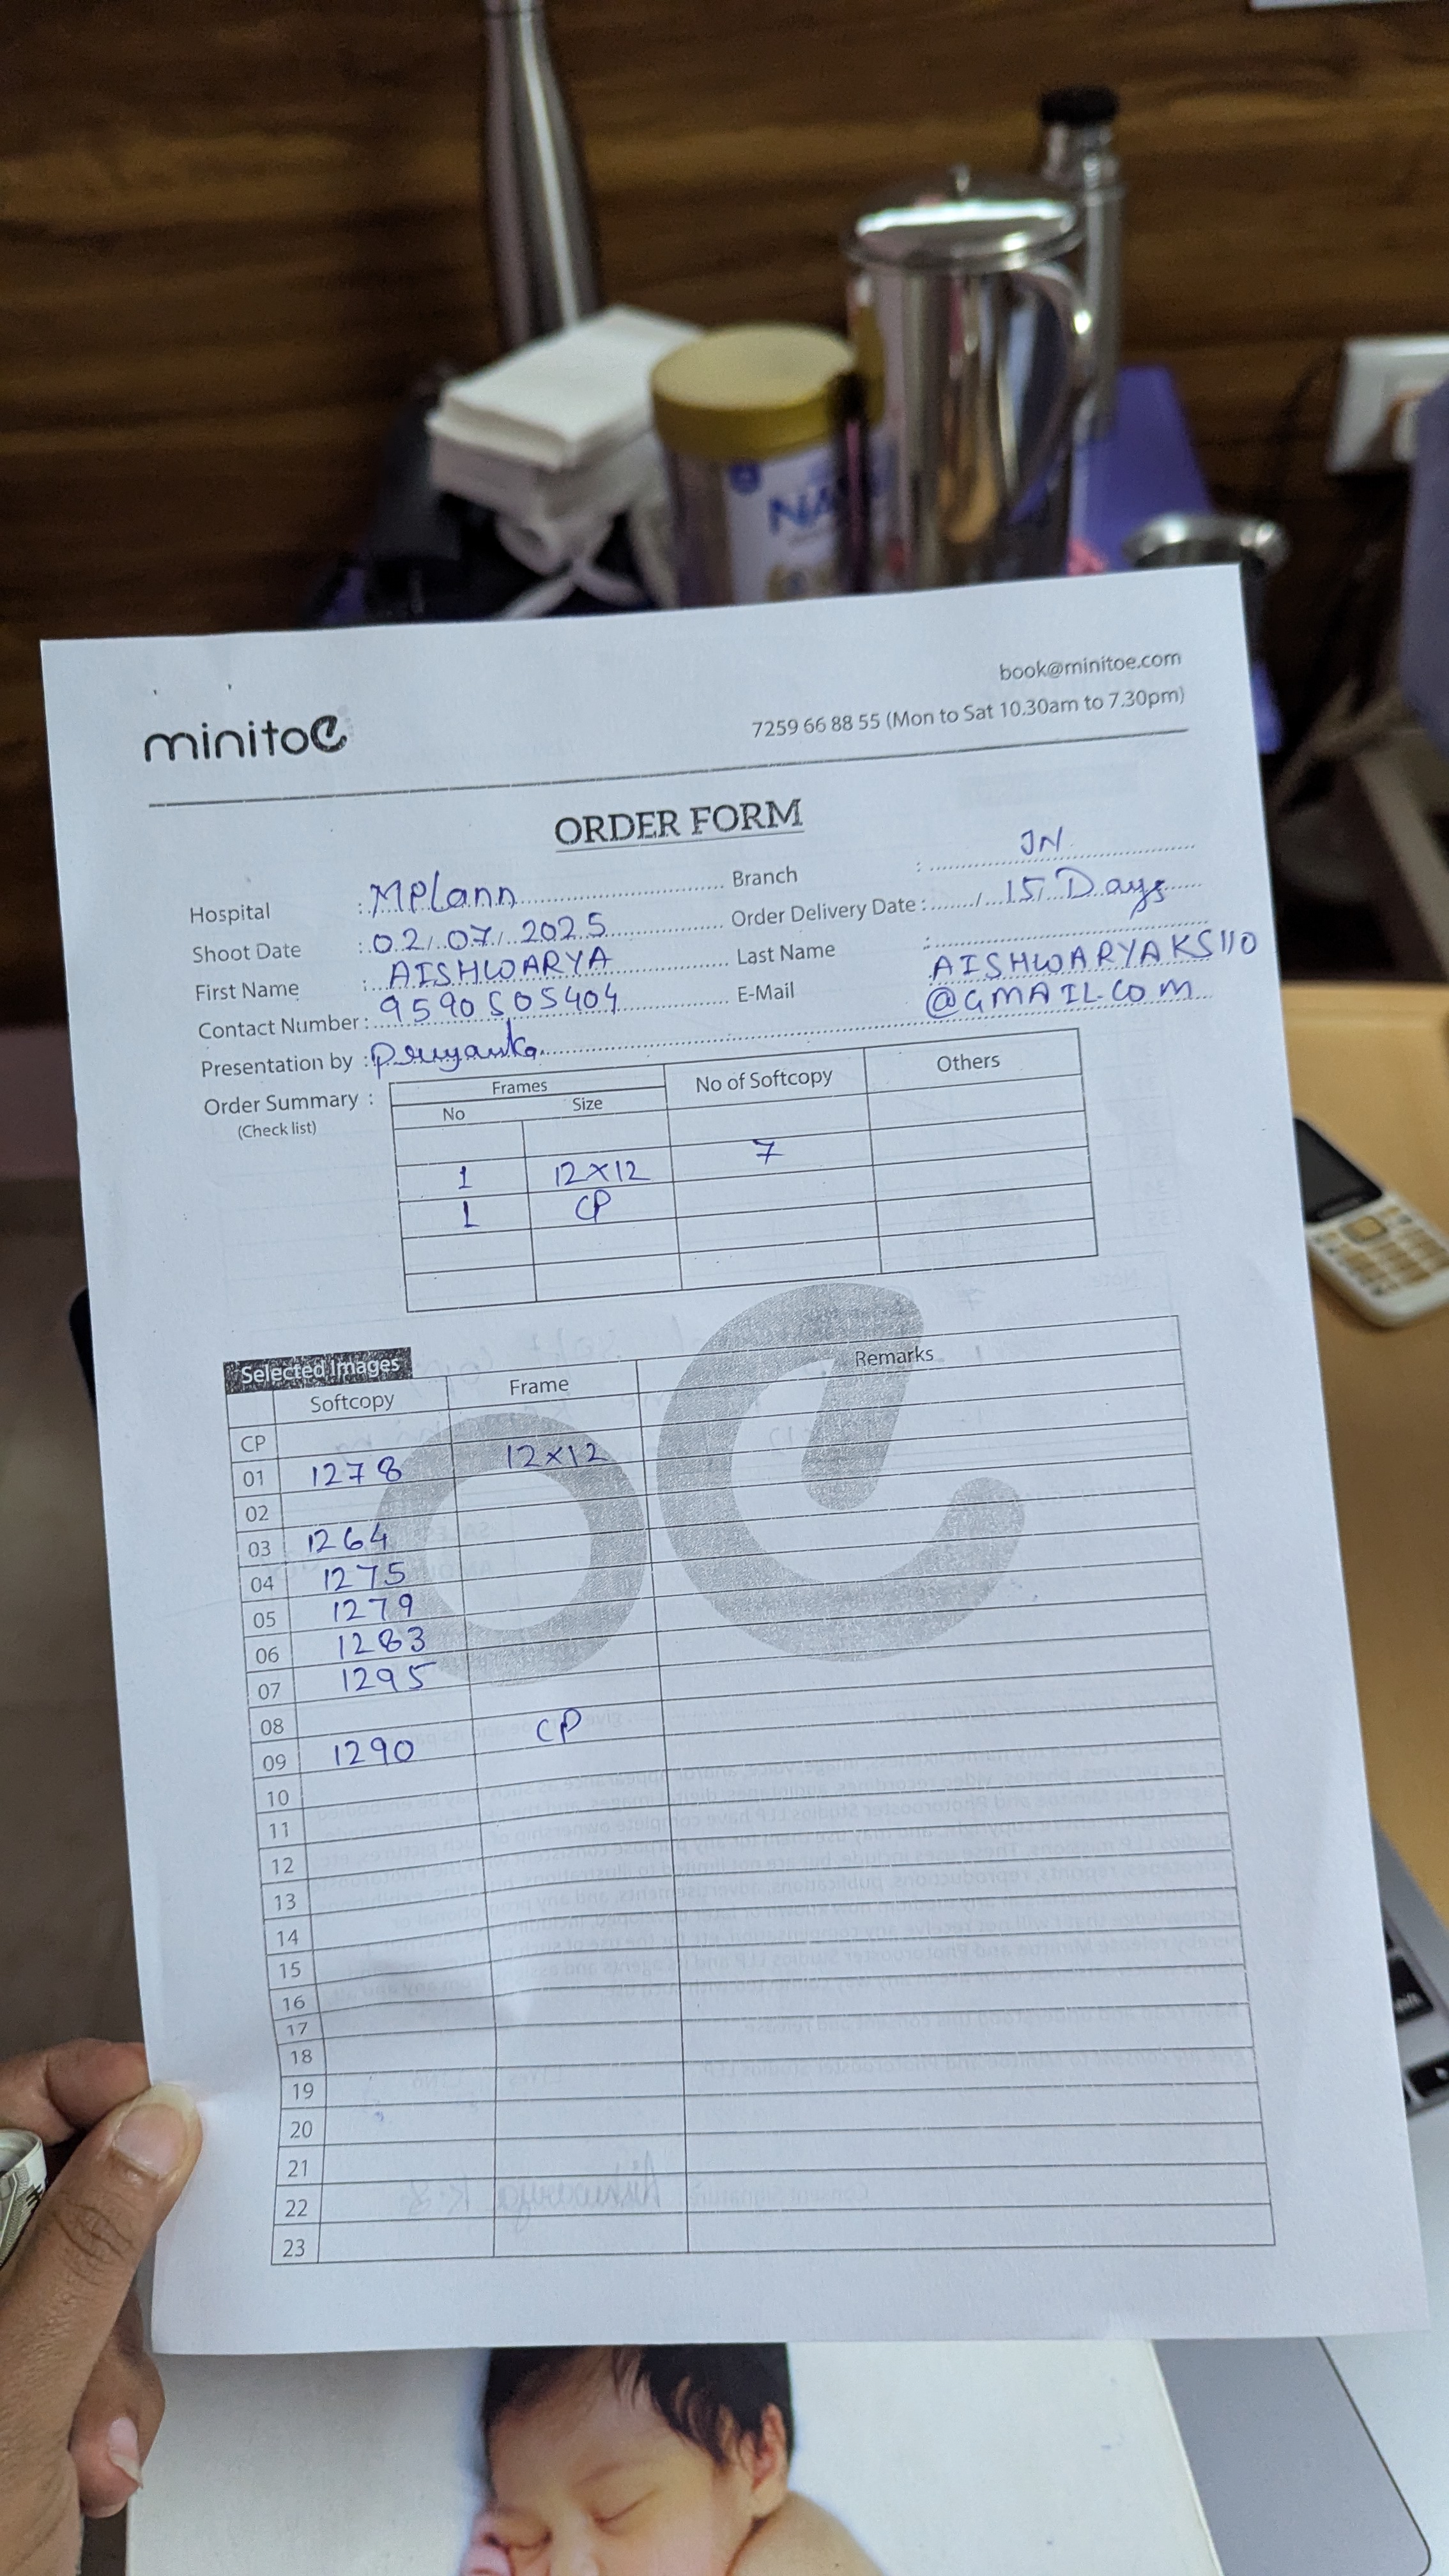 NAN
book@minitoe.com
minitoe
7259 66 88 55 (Mon to Sat 10.30am to 7.30pm)
ORDER FORM
Hospital : MPlann Branch : JN
Shoot Date : 02/07/2025 Order Delivery Date : / 15 Days
First Name : AISHWARYA Last Name :
Contact Number : 9590505404 E-Mail AISHWARYAKS110
@GMAIL.COM
Presentation by : Priyanka
Order Summary : Frames No of Softcopy Others
(Check list) No Size
1 12x12 7
1 CP
Selected Images
Softcopy Frame Remarks
CP
01 1278 12x12
02
03 1264
04 1275
05 1279
06 1283
07 1295
08
09 1290 CP
10
11
12
13
14
15
16
17
18
19
20
21
22
23